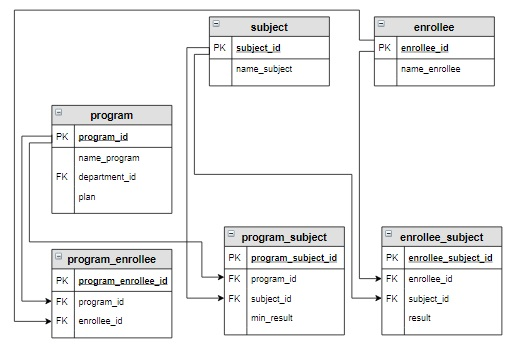 subject
PK subject_id
name_subject
enrollee
PK enrollee_id
name_enrollee
program
PK program_id
name_program
FK department_id
plan
program_enrollee
PK program_enrollee_id
FK program_id
FK enrollee_id
program_subject
PK program_subject_id
FK program_id
FK subject_id
min_result
enrollee_subject
PK enrollee_subject_id
FK enrollee_id
FK subject_id
result